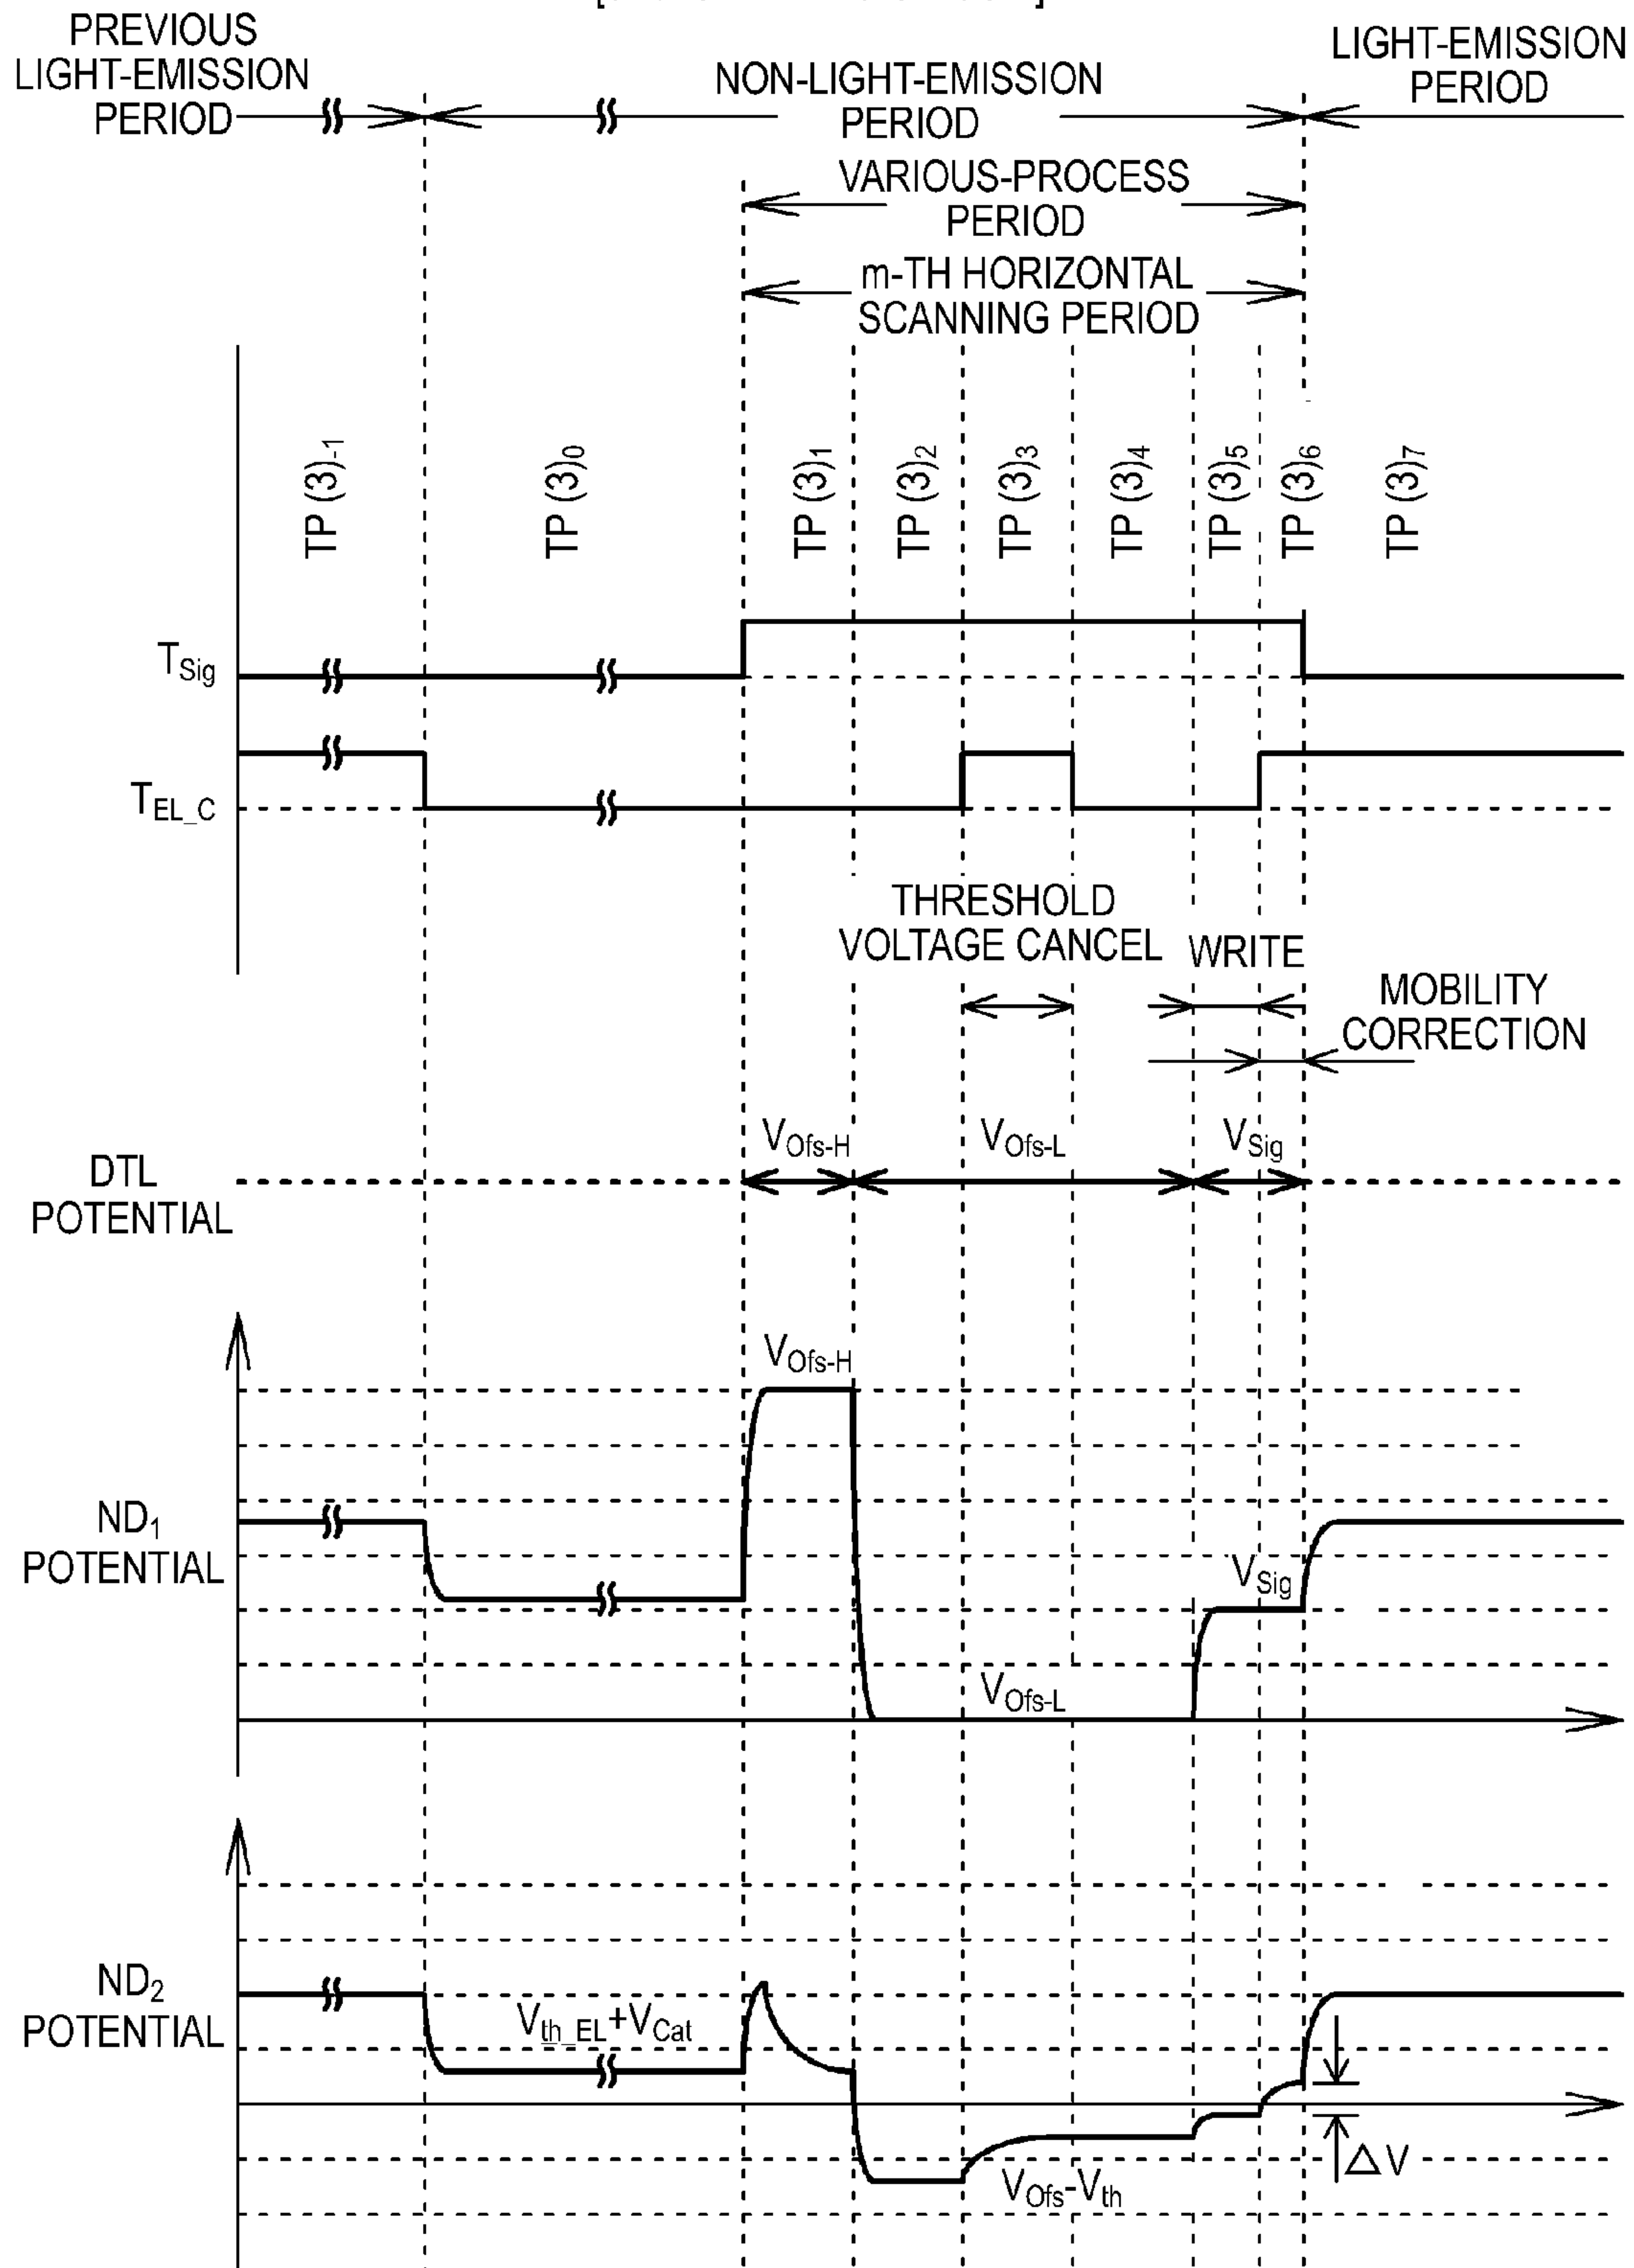 PREVIOUS
LIGHT-EMISSION
PERIOD
NON-LIGHT-EMISSION
PERIOD
LIGHT-EMISSION
PERIOD
VARIOUS-PROCESS
PERIOD
m-TH HORIZONTAL
SCANNING PERIOD
TP (3)-1
TP (3)0
TP (3)1
TP (3)2
TP (3)3
TP (3)4
TP (3)5
TP (3)6
TP (3)7
TSig
TEL_C
THRESHOLD
VOLTAGE CANCEL
WRITE
MOBILITY
CORRECTION
DTL
POTENTIAL
VOfs-H
VOfs-L
VSig
ND1
POTENTIAL
VOfs-H
VOfs-L
VSig
ND2
POTENTIAL
Vth_EL+VCat
VOfs-Vth
△V